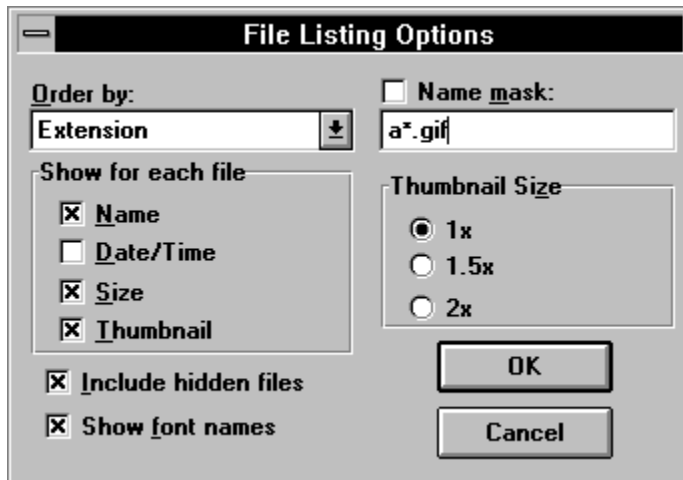 File Listing Options
Order by:
Extension
Show for each file
Name
Date/Time
Size
Thumbnail
Include hidden files
Show font names
Name mask:
a*.gif
Thumbnail Size
1x
1.5x
2x
OK
Cancel